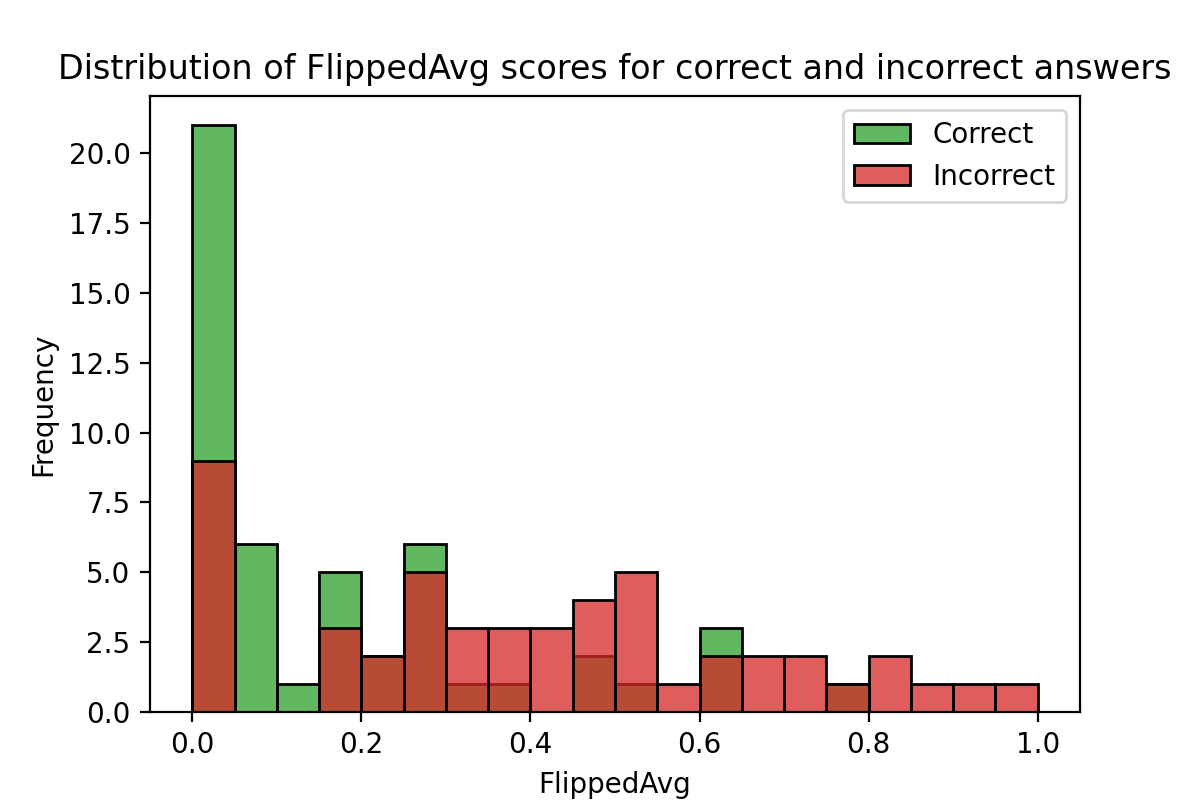 Distribution of FlippedAvg scores for correct and incorrect answers
Correct
Incorrect
Frequency
20.0
17.5
15.0
12.5
10.0
7.5
5.0
2.5
0.0
0.0 0.2 0.4 0.6 0.8 1.0
FlippedAvg